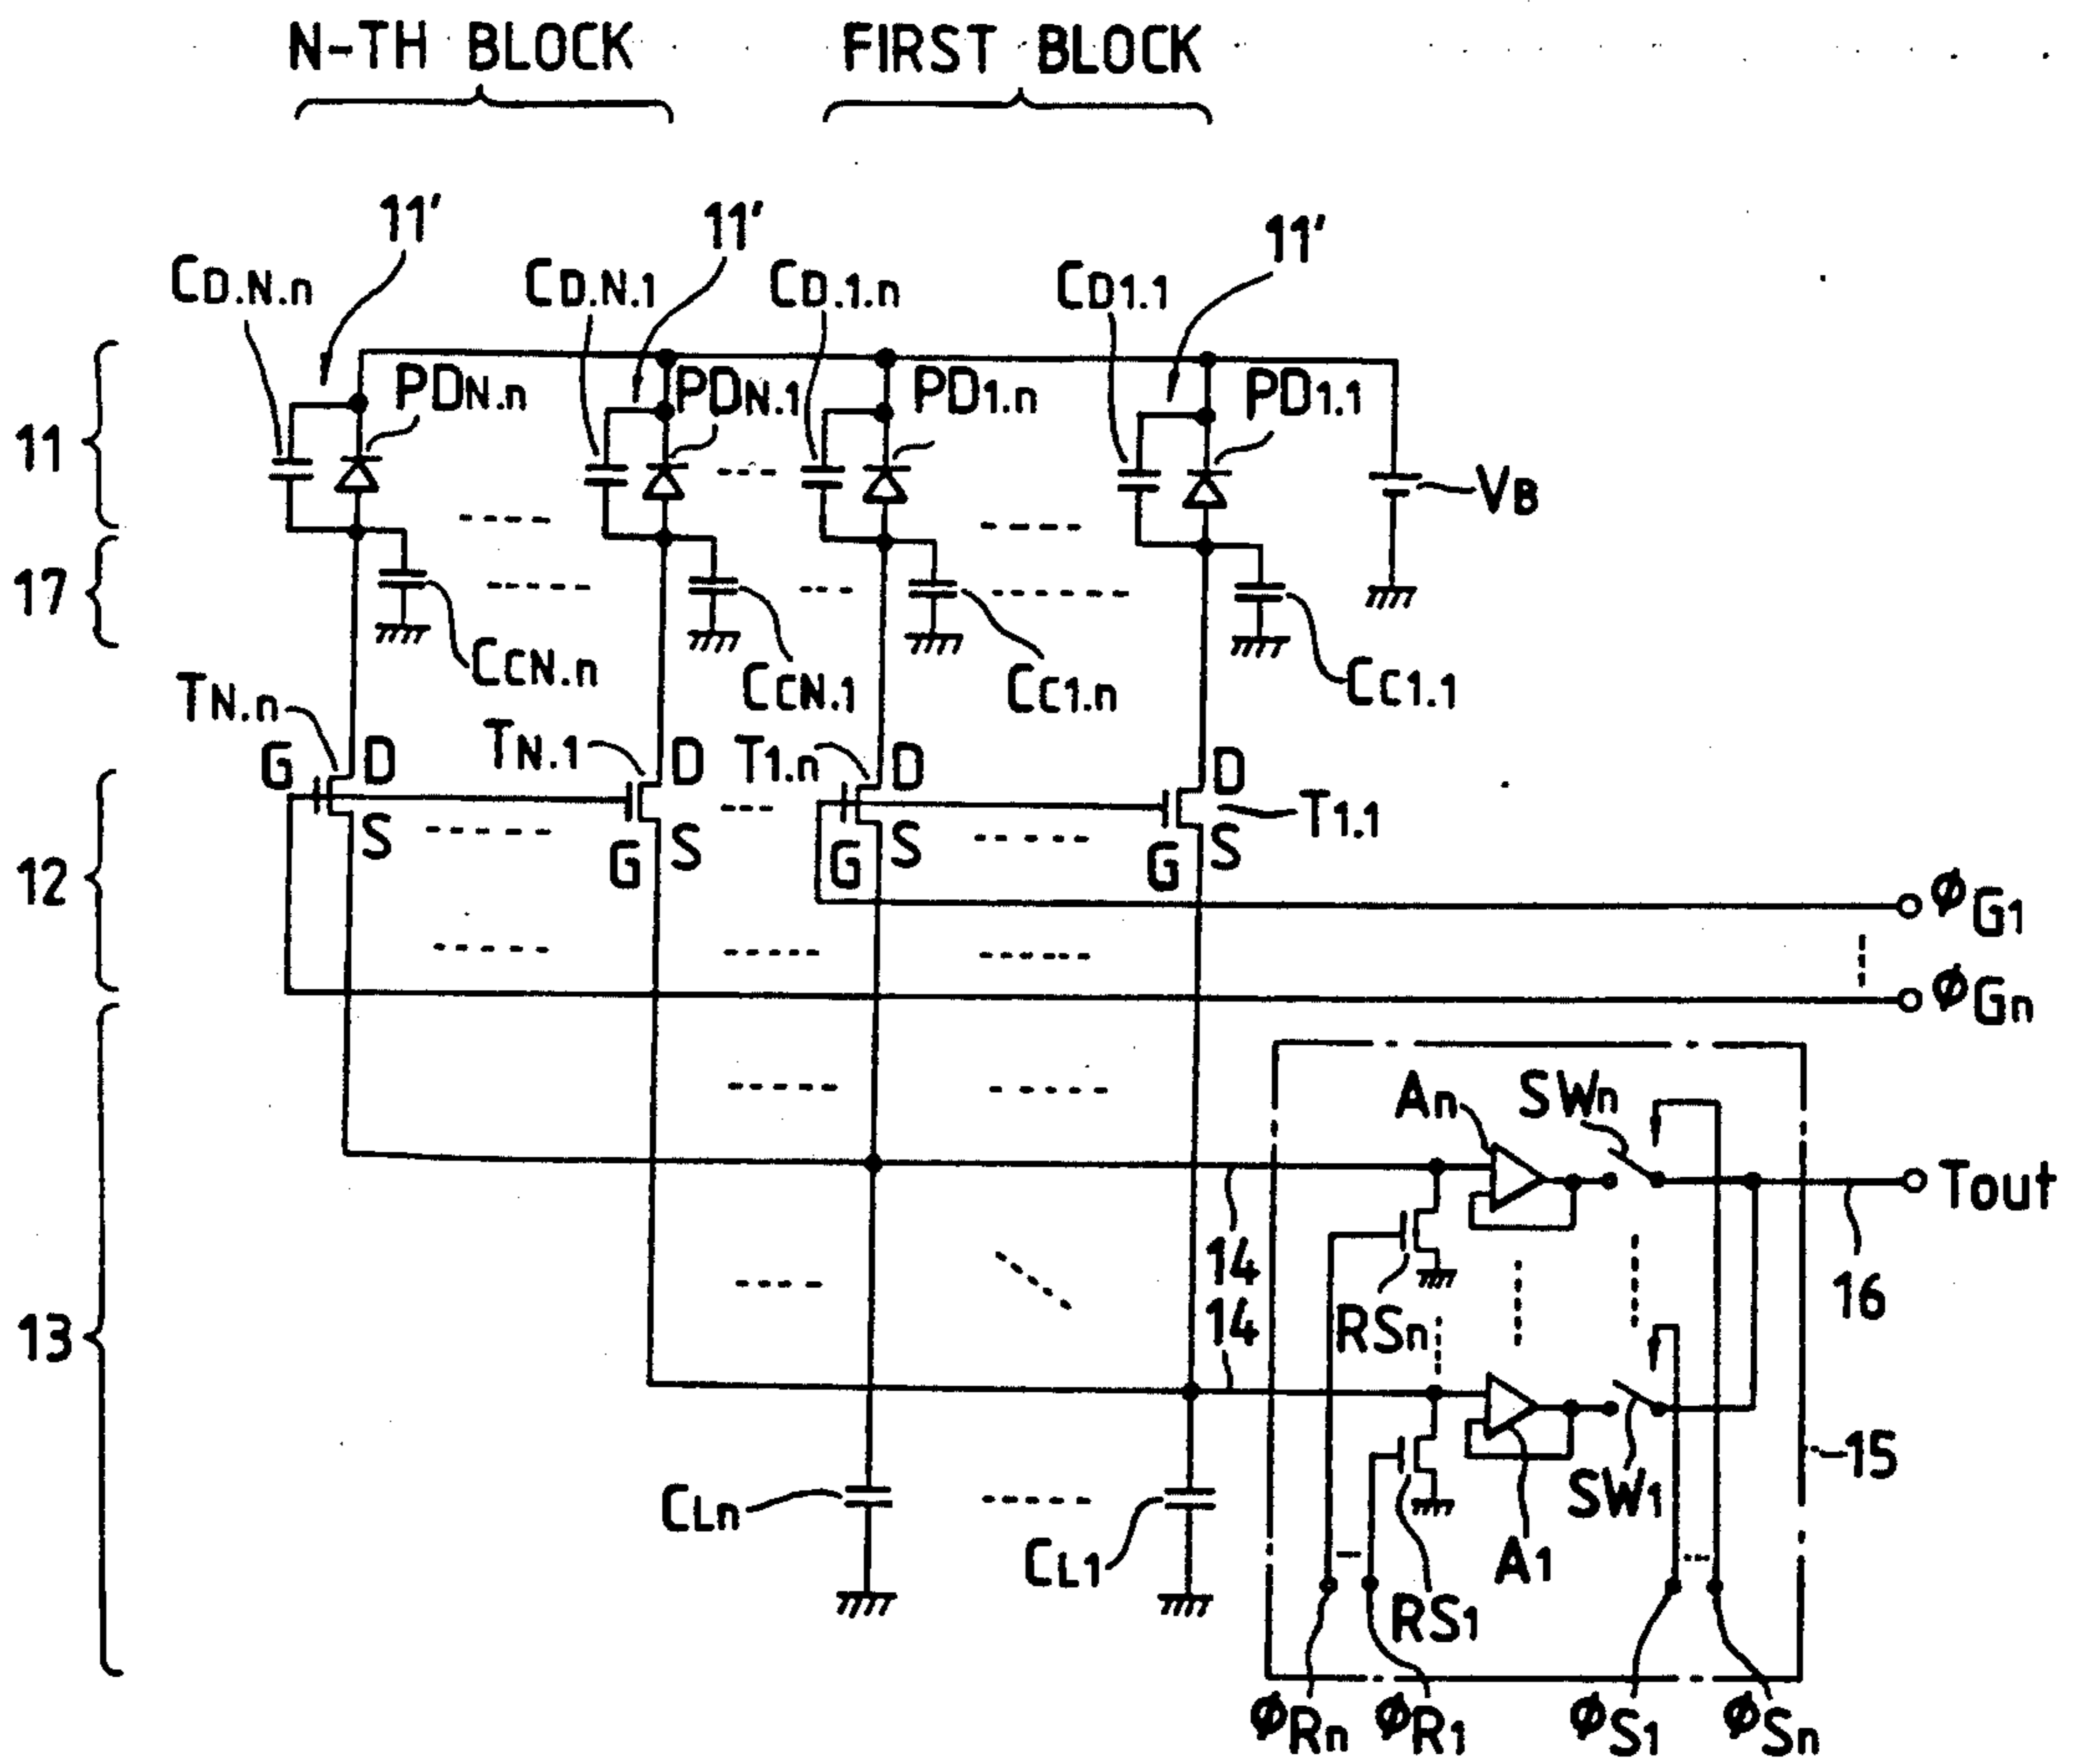 N-TH BLOCK
FIRST BLOCK
11'
11'
11'
CD.N.n
CD.N.1
CD.1.n
CD1.1
PDN.n
PDN.1
PD1.n
PD1.1
11
VB
17
CCN.n
CCN.1
CC1.n
CC1.1
TN.n
TN.1
T1.n
T1.1
G
D
D
D
D
S
S
S
S
G
G
G
12
φG1
φGn
An
SWn
Tout
14
14
16
RSn
13
15
CLn
CL1
SW1
A1
RS1
φRn
φR1
φS1
φSn